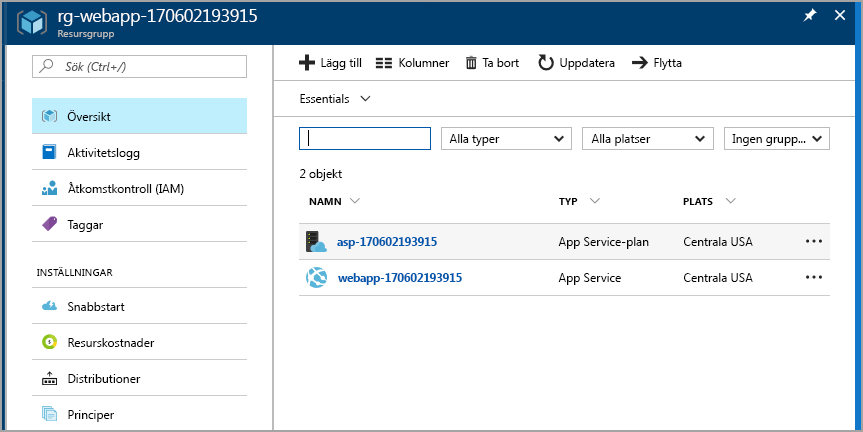 rg-webapp-170602193915
Resursgrupp
Sök (Ctrl+/)
Översikt
Aktivitetslogg
Åtkomstkontroll (IAM)
Taggar
INSTÄLLNINGAR
Snabbstart
Resurskostnader
Distributioner
Principer
Lägg till Kolumner Ta bort Uppdatera Flytta
Essentials
Alla typer Alla platser Ingen grupp...
2 objekt
NAMN TYP PLATS
asp-170602193915 App Service-plan Centrala USA
webapp-170602193915 App Service Centrala USA